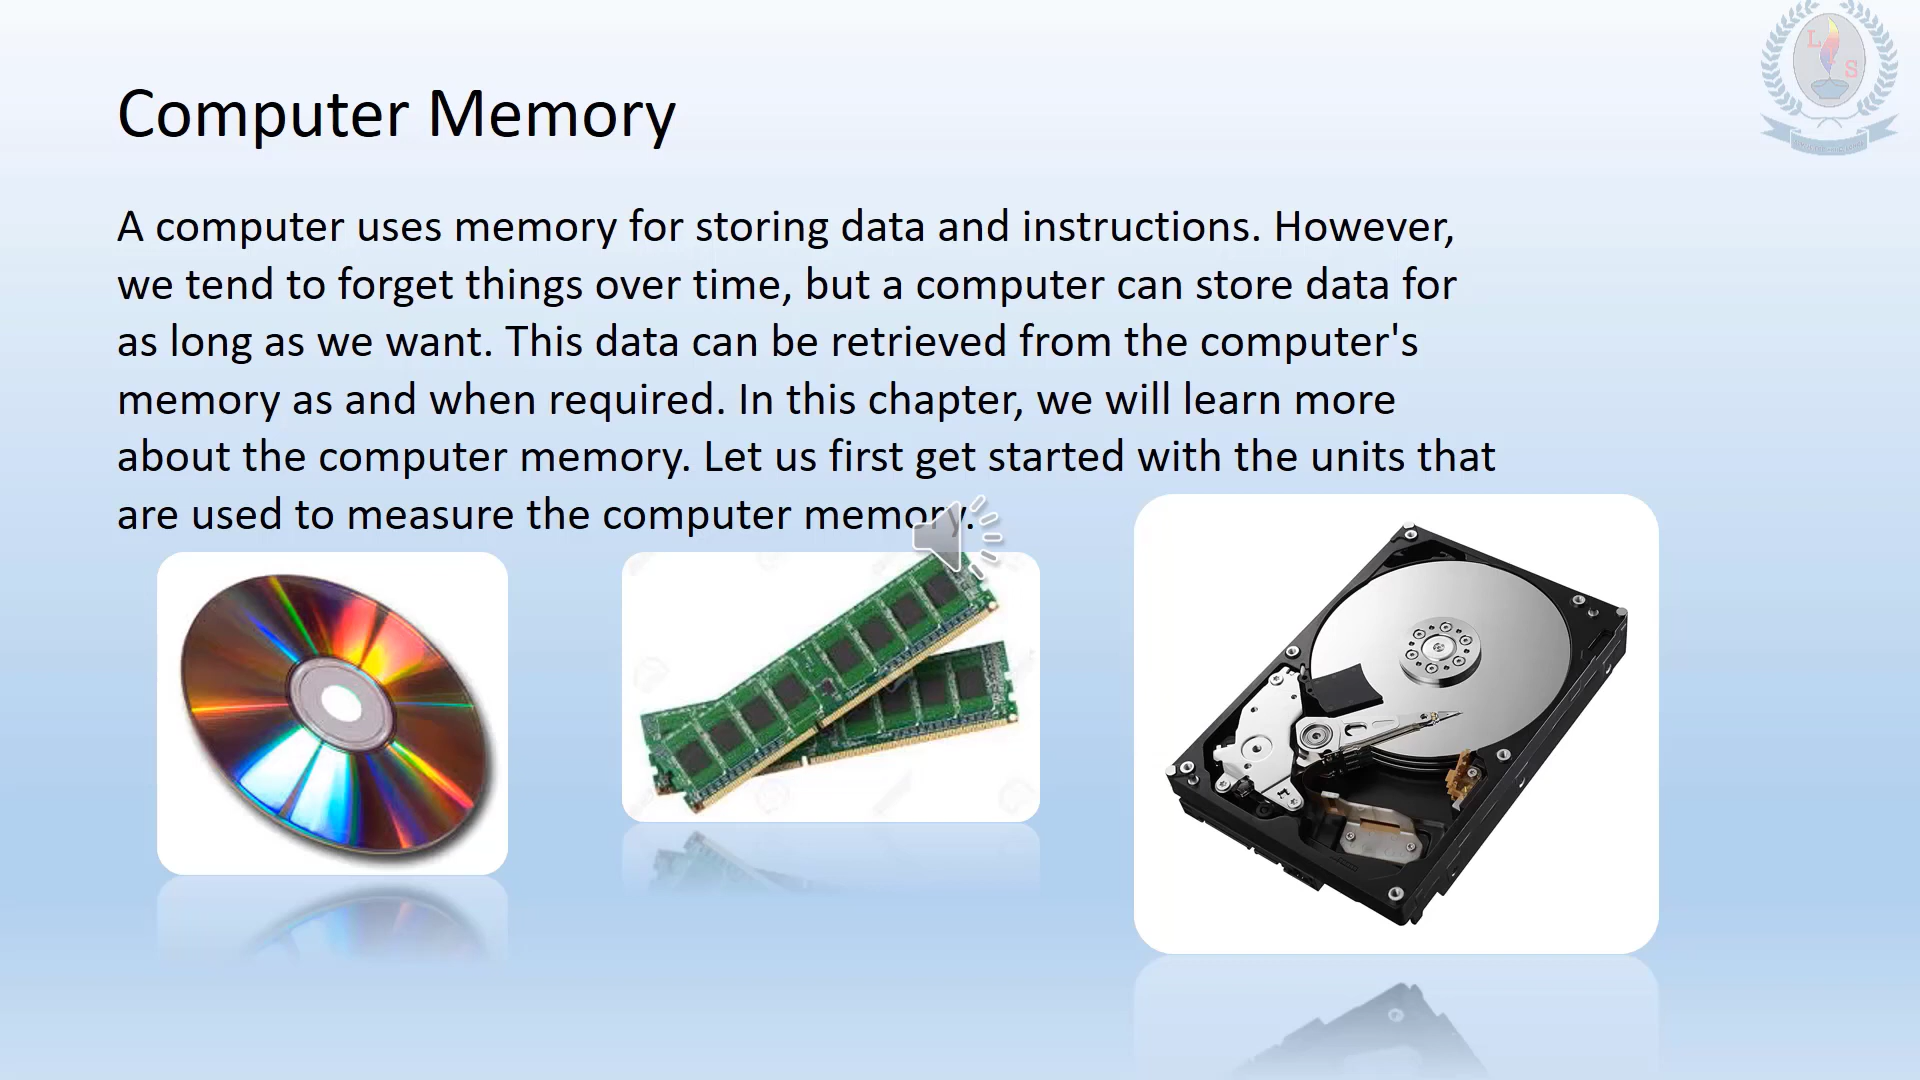 Computer Memory
A computer uses memory for storing data and instructions. However,
we tend to forget things over time, but a computer can store data for
as long as we want. This data can be retrieved from the computer's
memory as and when required. In this chapter, we will learn more
about the computer memory. Let us first get started with the units that
are used to measure the computer memory.
L
S